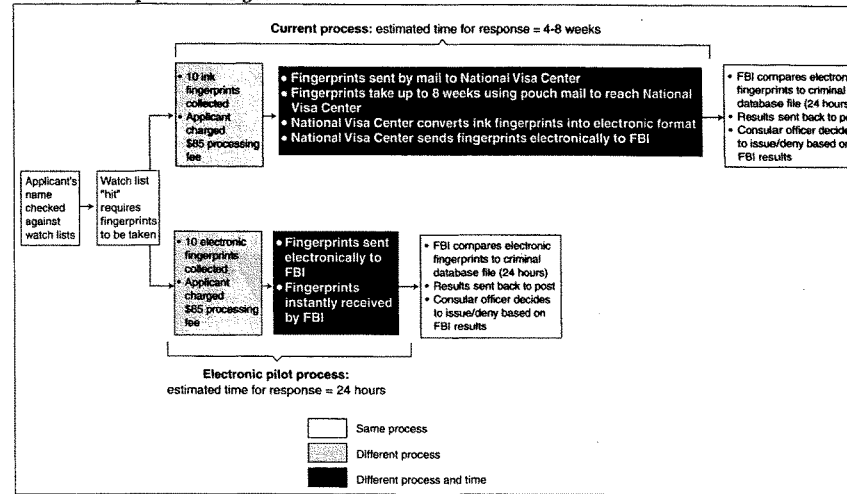 Current process: estimated time for response = 4-8 weeks
• 10 ink
fingerprints
collected
• Applicant
charged
$85 processing
fee
• Fingerprints sent by mail to National Visa Center
• Fingerprints take up to 8 weeks using pouch mail to reach National
Visa Center
• National Visa Center converts ink fingerprints into electronic format
• National Visa Center sends fingerprints electronically to FBI
• FBI compares electron
fingerprints to criminal
database file (24 hours
• Results sent back to po
• Consular officer decide
to issue/deny based o
FBI results
Applicant's
name
checked
against
watch lists
Watch list
"hit"
requires
fingerprints
to be taken
• 10 electronic
fingerprints
collected
• Applicant
charged
$85 processing
fee
• Fingerprints sent
electronically to
FBI
• Fingerprints
instantly received
by FBI
• FBI compares electronic
fingerprints to criminal
database file (24 hours)
• Results sent back to post
• Consular officer decides
to issue/deny based on
FBI results
Electronic pilot process:
estimated time for response = 24 hours
Same process
Different process
Different process and time